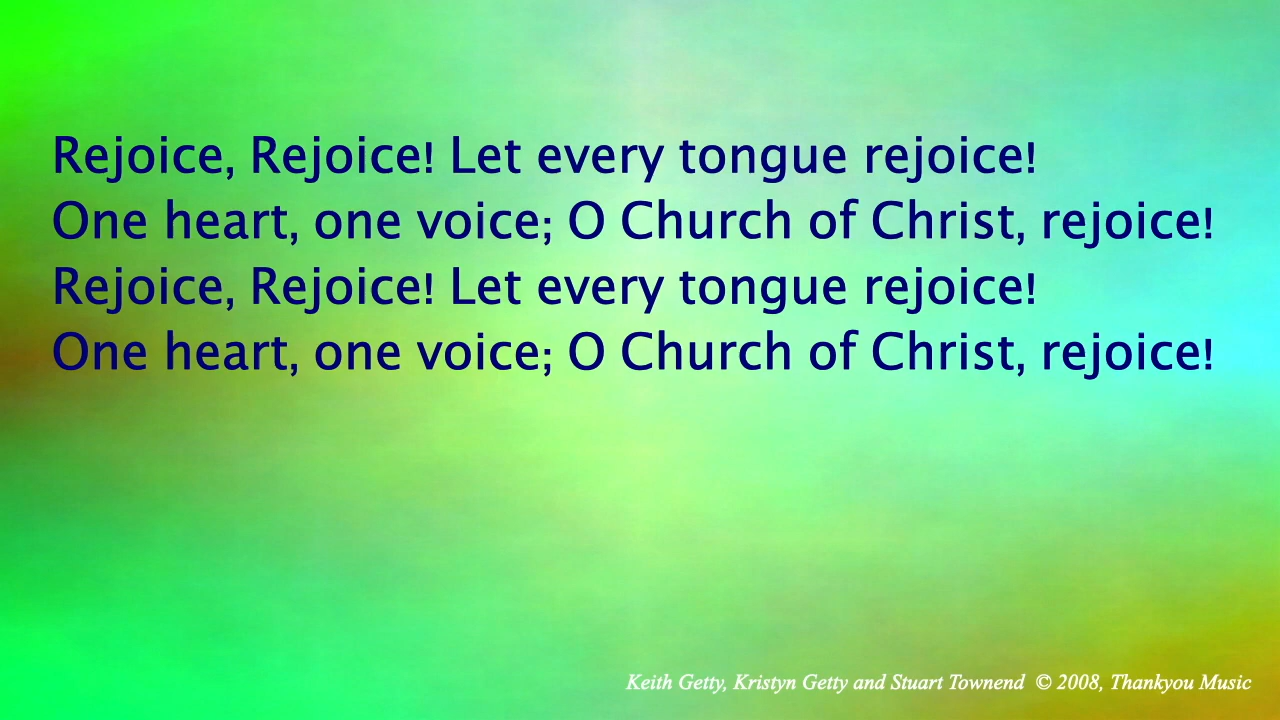 Rejoice, Rejoice! Let every tongue rejoice!
One heart, one voice; O Church of Christ, rejoice!
Rejoice, Rejoice! Let every tongue rejoice!
One heart, one voice; O Church of Christ, rejoice!
Keith Getty, Kristyn Getty and Stuart Townend © 2008, Thankyou Music